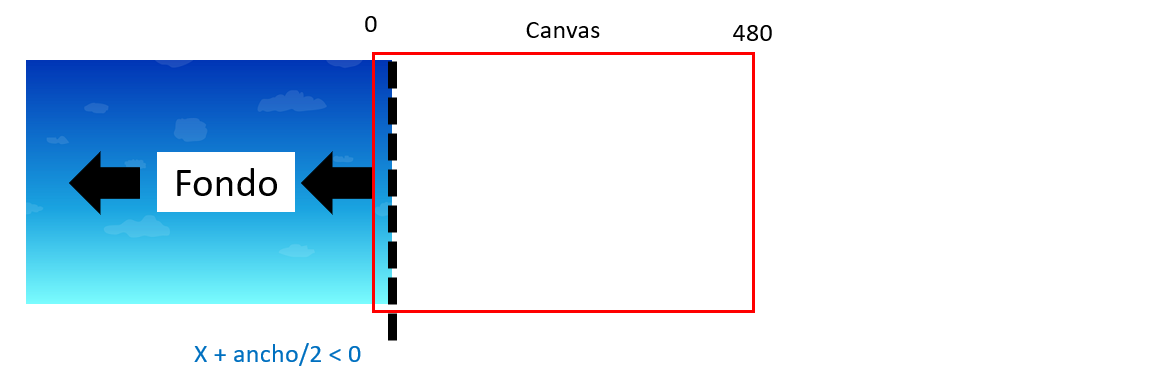 0
Canvas
480
Fondo
X + ancho/2 < 0